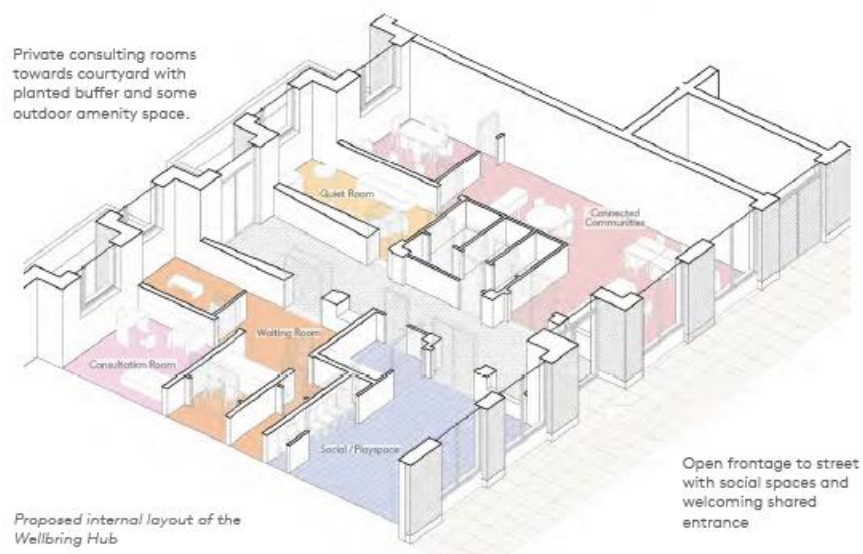 Private consulting rooms
towards courtyard with
planted buffer and some
outdoor amenity space.
Quiet Room
Connected
Communities
Waiting Room
Consultation Room
Social / Playspace
Open frontage to street
with social spaces and
welcoming shared
entrance
Proposed internal layout of the
Wellbring Hub